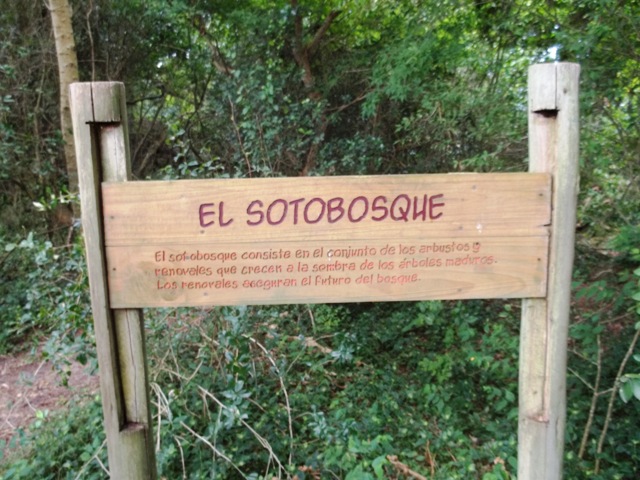 EL SOTOBOSQUE
El sotobosque consiste en el conjunto de los arbustos y
renovales que crecen a la sombra de los árboles maduros.
Los renovales aseguran el futuro del bosque.